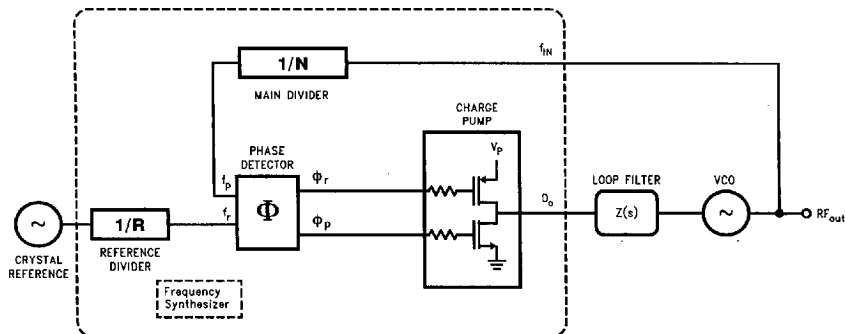 1/N
MAIN DIVIDER
f_IN
CHARGE
PUMP
V_P
PHASE
DETECTOR
f_p
f_r
Φ
ϕ_r
ϕ_p
D_o
LOOP FILTER
Z(s)
VCO
~
RF_out
~
CRYSTAL
REFERENCE
1/R
REFERENCE
DIVIDER
Frequency
Synthesizer